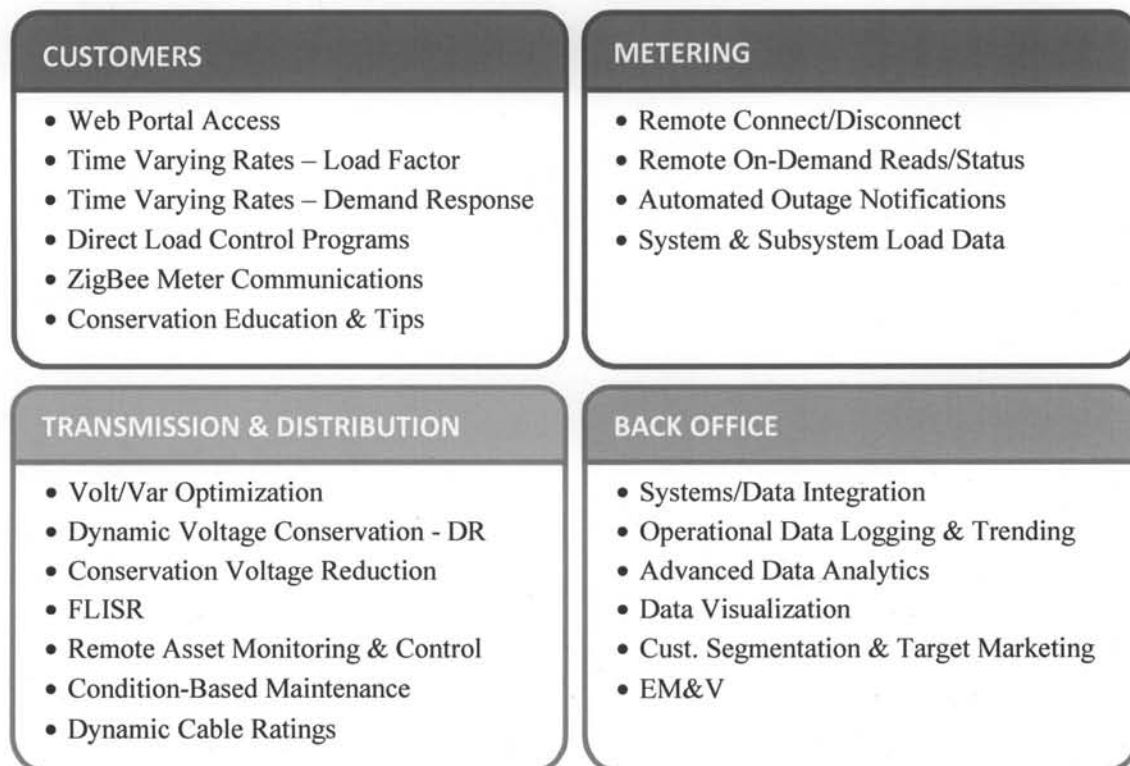 CUSTOMERS
• Web Portal Access
• Time Varying Rates – Load Factor
• Time Varying Rates – Demand Response
• Direct Load Control Programs
• ZigBee Meter Communications
• Conservation Education & Tips
METERING
• Remote Connect/Disconnect
• Remote On-Demand Reads/Status
• Automated Outage Notifications
• System & Subsystem Load Data
TRANSMISSION & DISTRIBUTION
• Volt/Var Optimization
• Dynamic Voltage Conservation - DR
• Conservation Voltage Reduction
• FLISR
• Remote Asset Monitoring & Control
• Condition-Based Maintenance
• Dynamic Cable Ratings
BACK OFFICE
• Systems/Data Integration
• Operational Data Logging & Trending
• Advanced Data Analytics
• Data Visualization
• Cust. Segmentation & Target Marketing
• EM&V